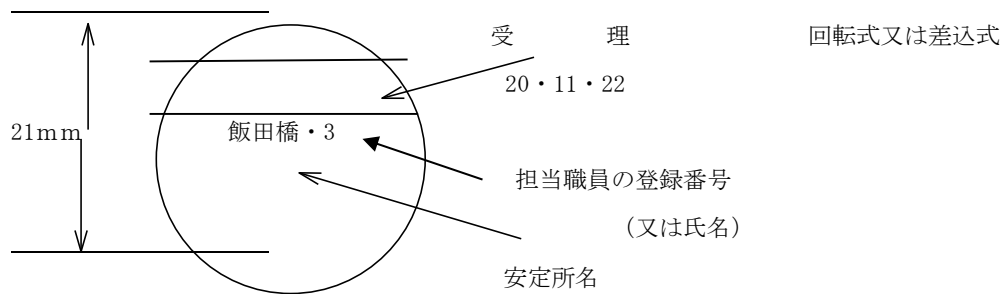 受　　　理　　　回転式又は差込式
20・11・22
21mm
飯田橋・3
担当職員の登録番号
（又は氏名）
安定所名